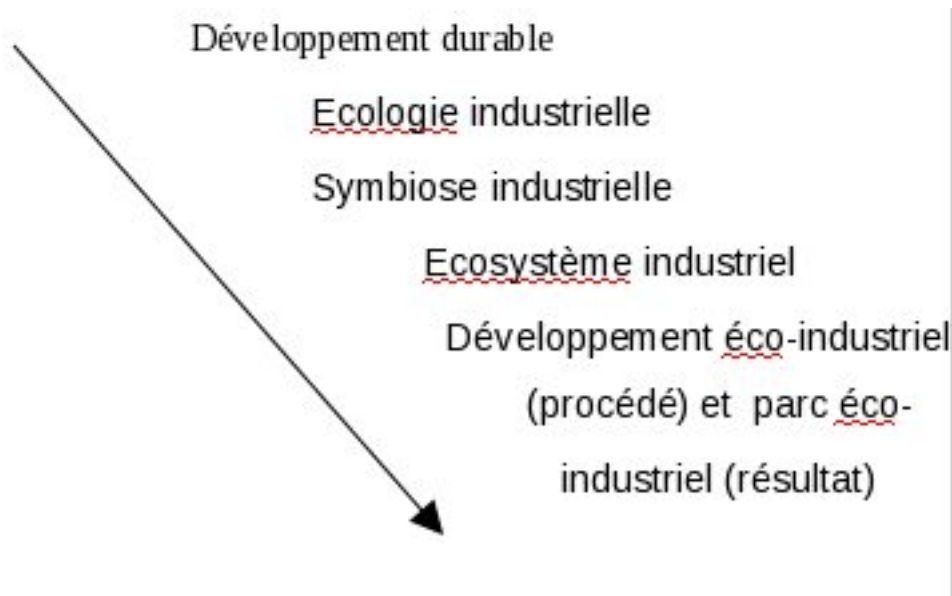 Développement durable
Ecologie industrielle
Symbiose industrielle
Ecosystème industriel
Développement éco-industriel
(procédé) et parc éco-
industriel (résultat)